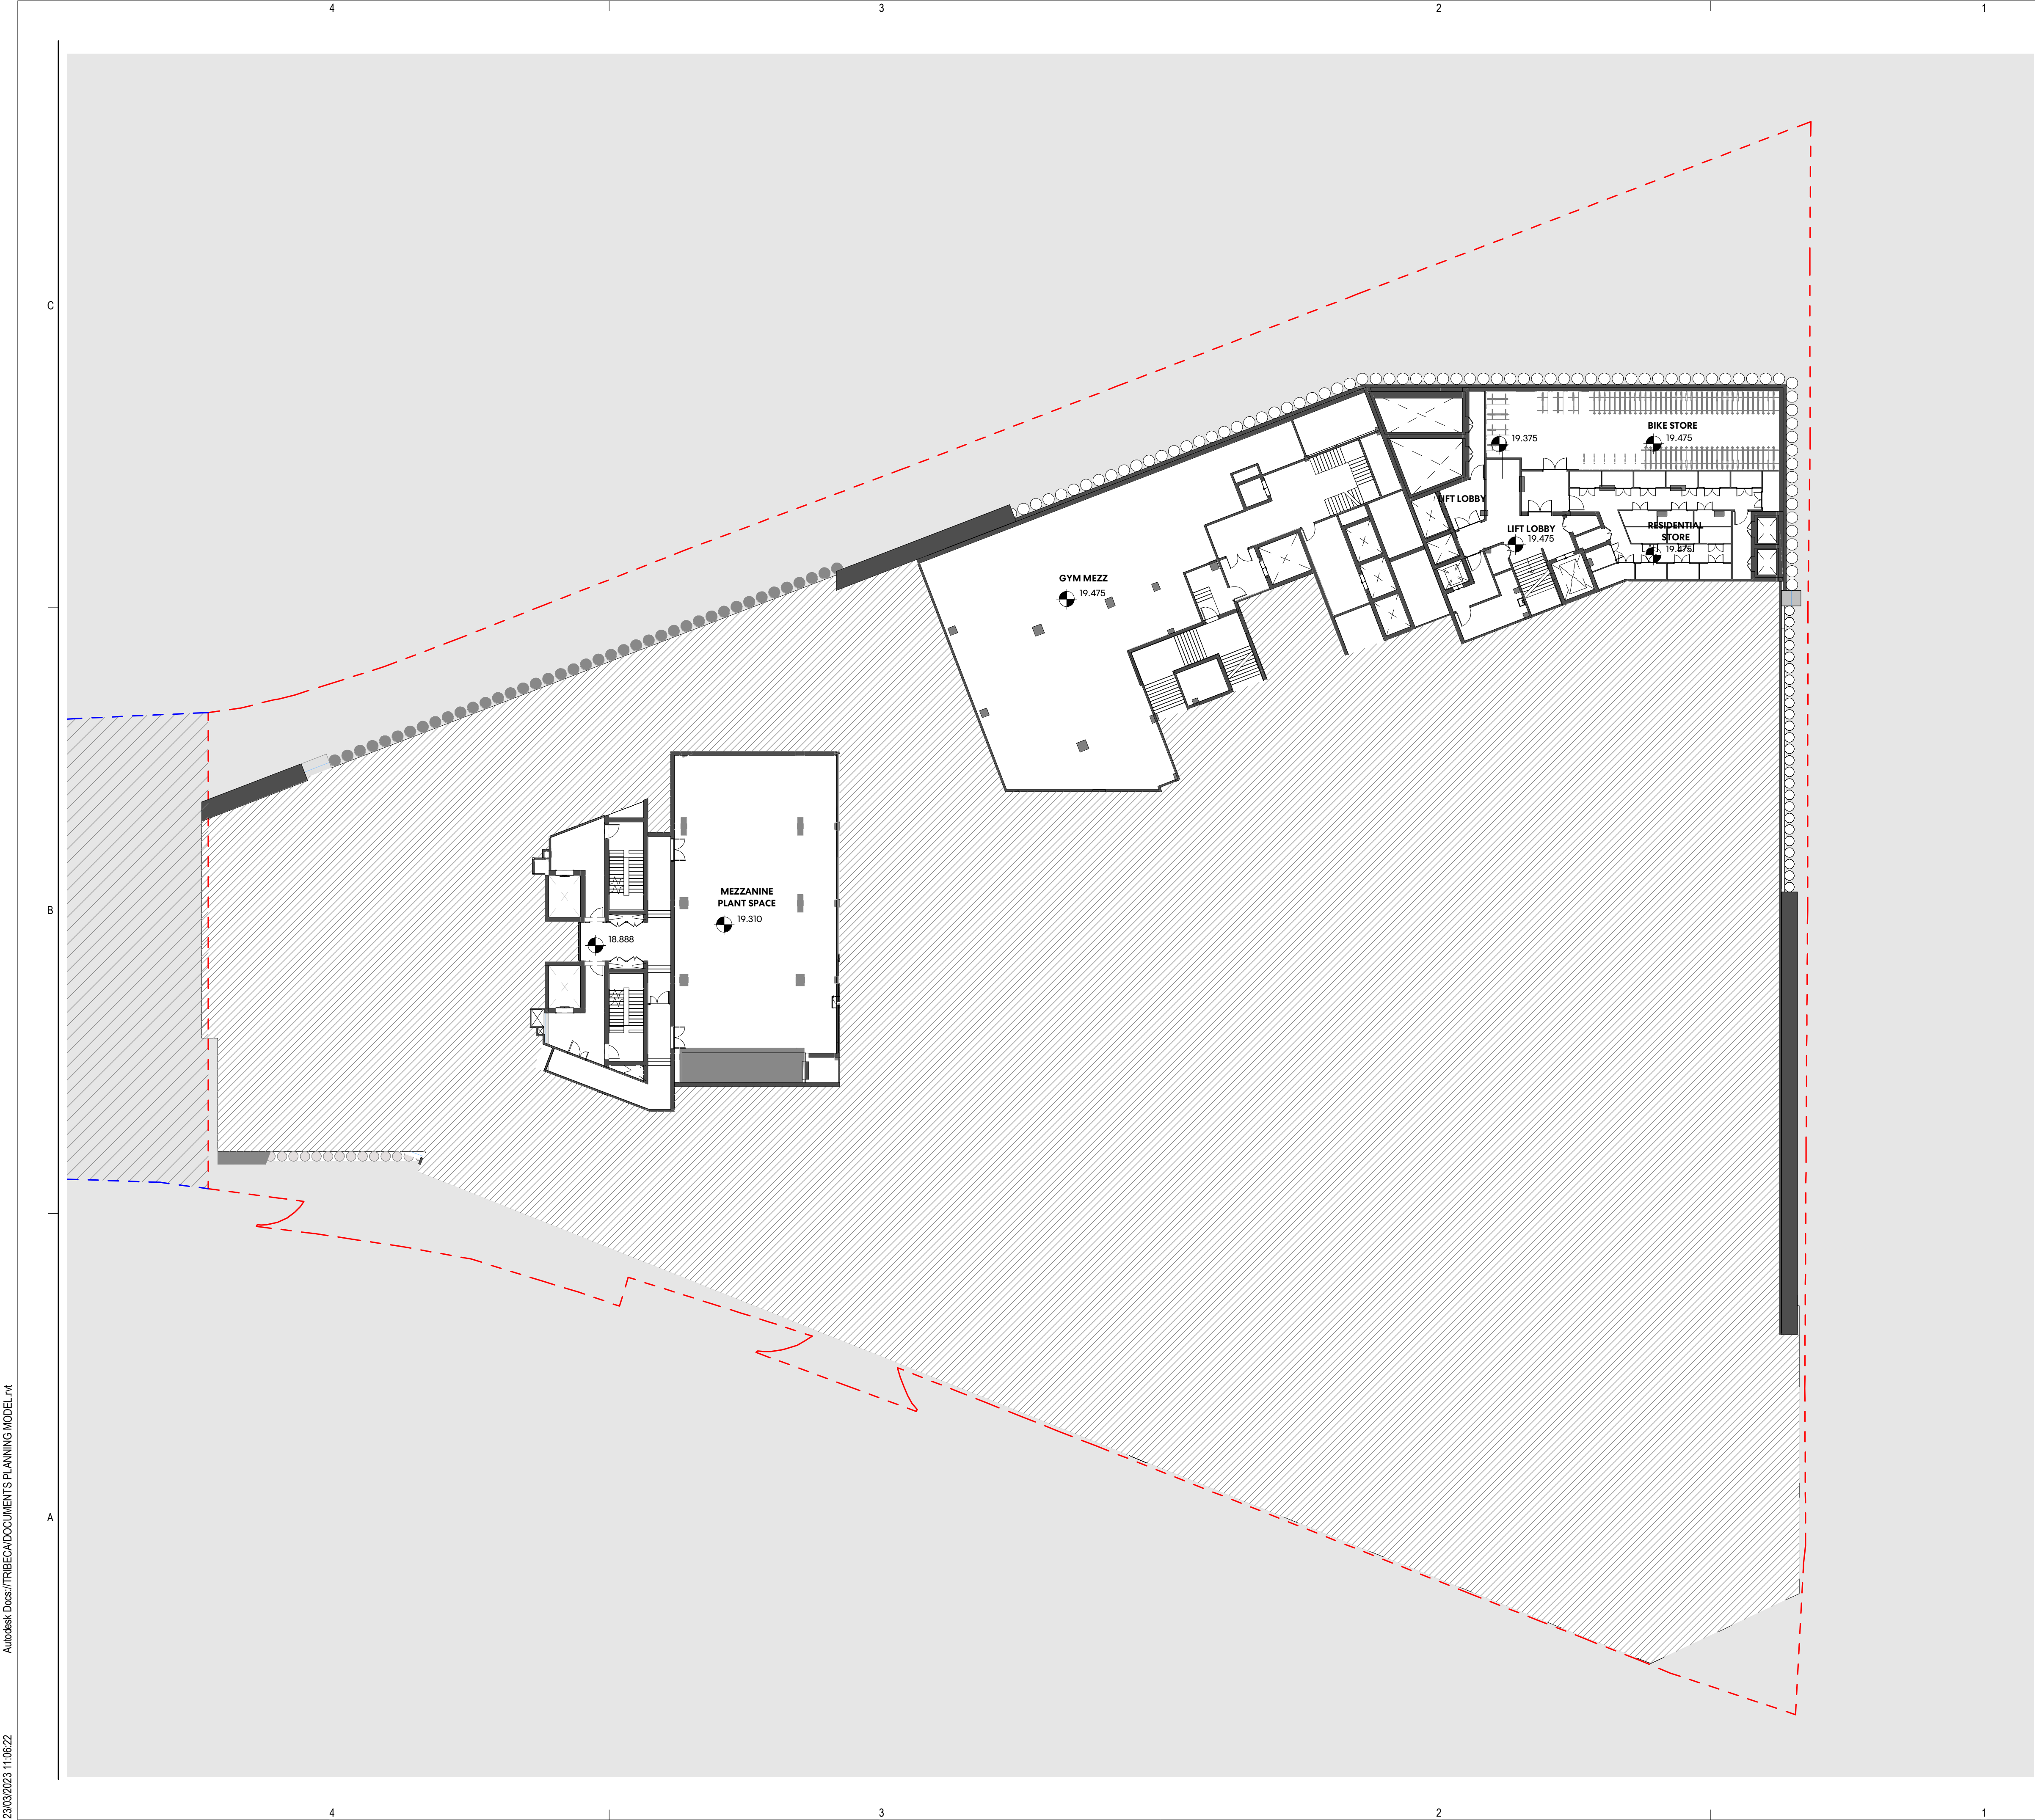 4 3 2 1
C
BIKE STORE
19.375
19.475
LIFT LOBBY
LIFT LOBBY
19.475
RESIDENTIAL
STORE
19.475
GYM MEZZ
19.475
B
MEZZANINE
PLANT SPACE
19.310
18.888
A
23/03/2023 11:06:22 Autodesk Docs://TRIBECA/DOCUMENTS PLANNING MODEL.rvt
4 3 2 1